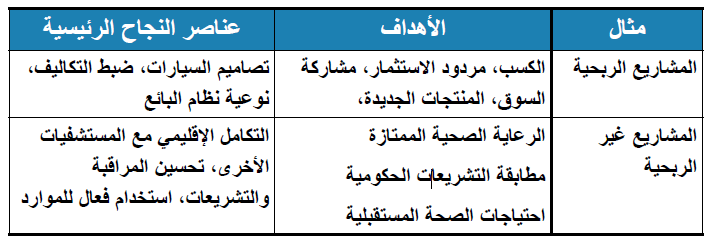 مثال
الأهداف
عناصر النجاح الرئيسية
المشاريع الربحية
الكسب، مردود الاستثمار، مشاركة
السوق، المنتجات الجديدة،
تصاميم السيارات، ضبط التكاليف،
نوعية نظام البائع
المشاريع غير
الربحية
الرعاية الصحية الممتازة
مطابقة التشريعات الحكومية
احتياجات الصحة المستقبلية
التكامل الإقليمي مع المستشفيات
الأخرى، تحسين المراقبة
والتشريعات، استخدام فعال للموارد